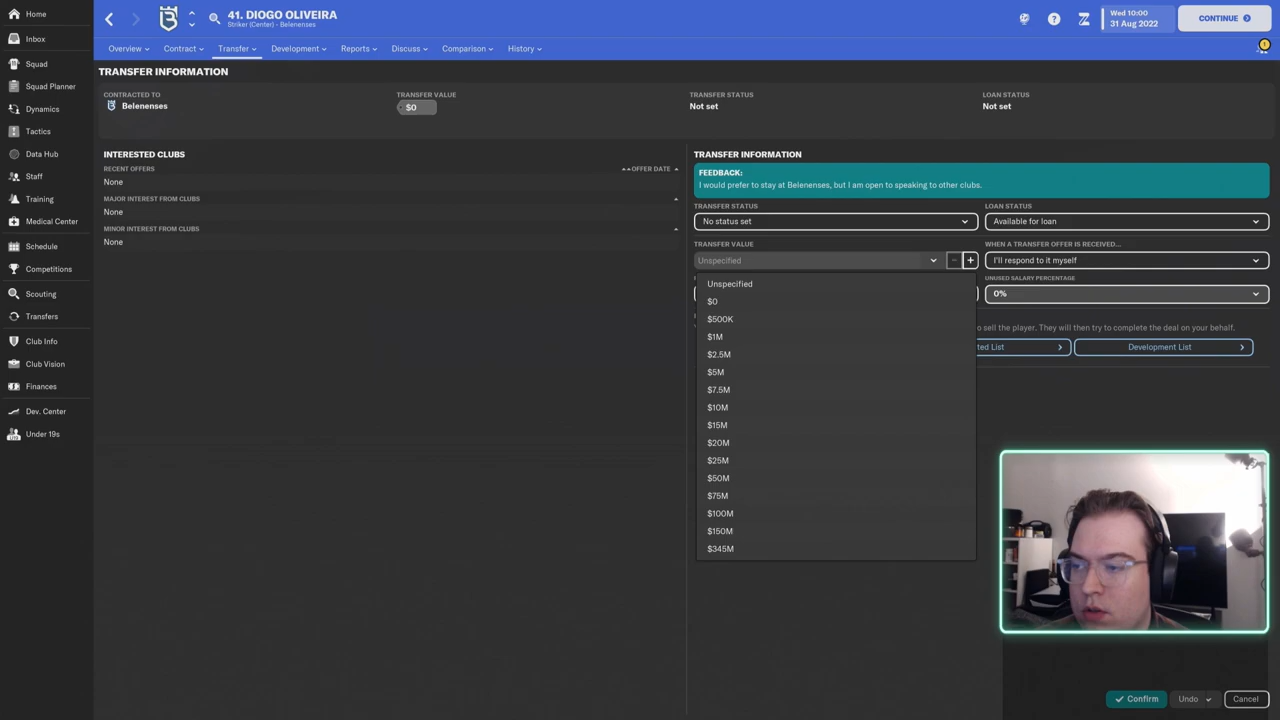 Home
Inbox
Squad
Squad Planner
Dynamics
Tactics
Data Hub
Staff
Training
Medical Center
Schedule
Competitions
Scouting
Transfers
Club Info
Club Vision
Finances
Dev. Center
Under 19s
41. DIOGO OLIVEIRA
Striker (Center) - Belenenses
Wed 10:00
31 Aug 2022
CONTINUE
1
Overview
Contract
Transfer
Development
Reports
Discuss
Comparison
History
TRANSFER INFORMATION
CONTRACTED TO
Belenenses
TRANSFER VALUE
$0
TRANSFER STATUS
Not set
LOAN STATUS
Not set
INTERESTED CLUBS
RECENT OFFERS
OFFER DATE
None
MAJOR INTEREST FROM CLUBS
None
MINOR INTEREST FROM CLUBS
None
TRANSFER INFORMATION
FEEDBACK:
I would prefer to stay at Belenenses, but I am open to speaking to other clubs.
TRANSFER STATUS
No status set
LOAN STATUS
Available for loan
TRANSFER VALUE
Unspecified
WHEN A TRANSFER OFFER IS RECEIVED...
I'll respond to it myself
UNUSED SALARY PERCENTAGE
0%
Unspecified
$0
$500K
$1M
$2.5M
$5M
$7.5M
$10M
$15M
$20M
$25M
$50M
$75M
$100M
$150M
$345M
to sell the player. They will then try to complete the deal on your behalf.
List
Development List
Confirm
Undo
Cancel